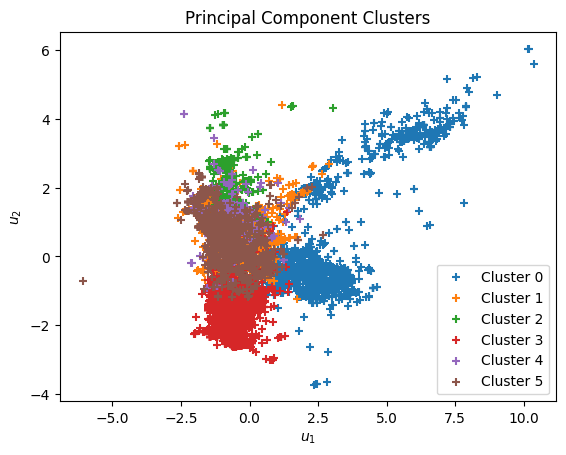 Principal Component Clusters
6
4
2
0
−2
−4
u₂
−5.0
−2.5
0.0
2.5
5.0
7.5
10.0
u₁
Cluster 0
Cluster 1
Cluster 2
Cluster 3
Cluster 4
Cluster 5